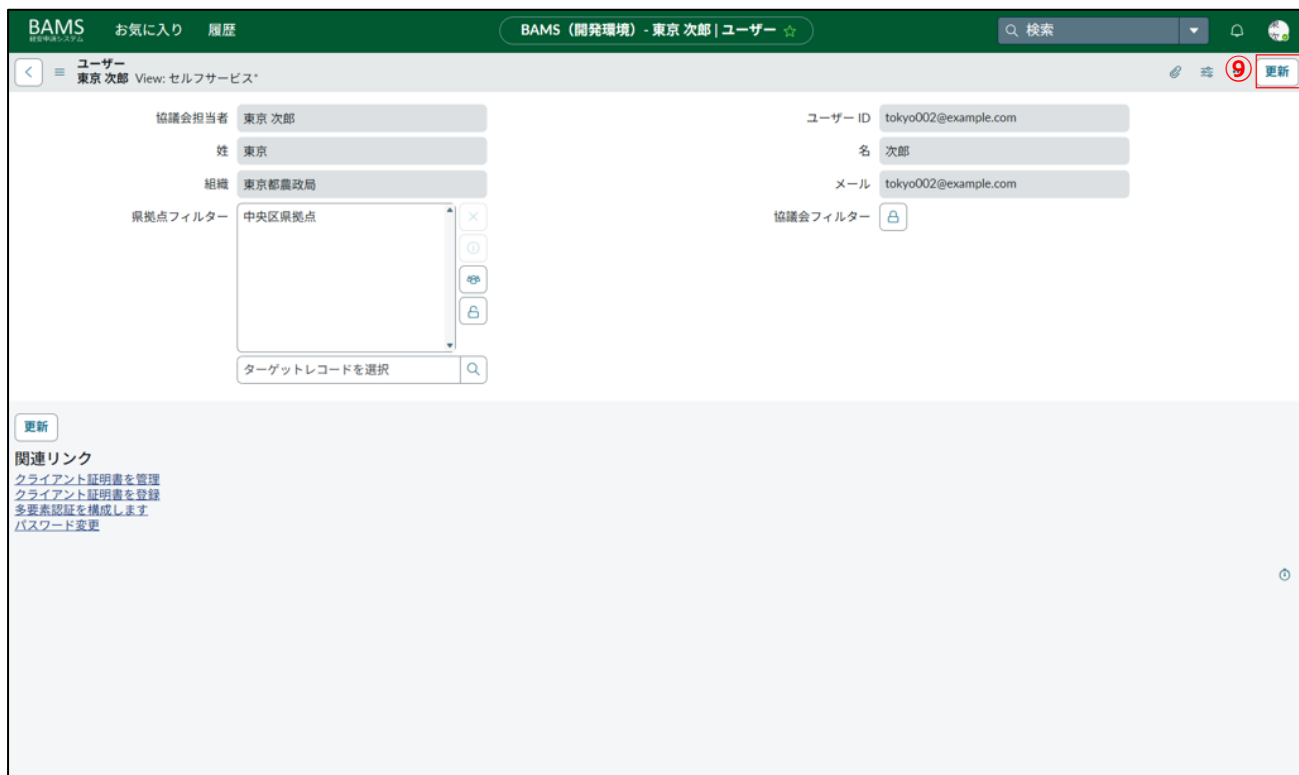 BAMS お気に入り 履歴 BAMS（開発環境）- 東京 次郎 | ユーザー ☆ 検索
経営申請システム
ユーザー
東京 次郎 View: セルフサービス*
⑨ 更新
協議会担当者 東京 次郎 ユーザー ID tokyo002@example.com
姓 東京 名 次郎
組織 東京都農政局 メール tokyo002@example.com
県拠点フィルター 中央区県拠点 協議会フィルター
ターゲットレコードを選択
更新
関連リンク
クライアント証明書を管理
クライアント証明書を登録
多要素認証を構成します
パスワード変更